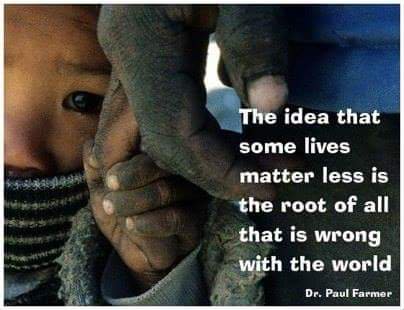 The idea that
some lives
matter less is
the root of all
that is wrong
with the world
Dr. Paul Farmer